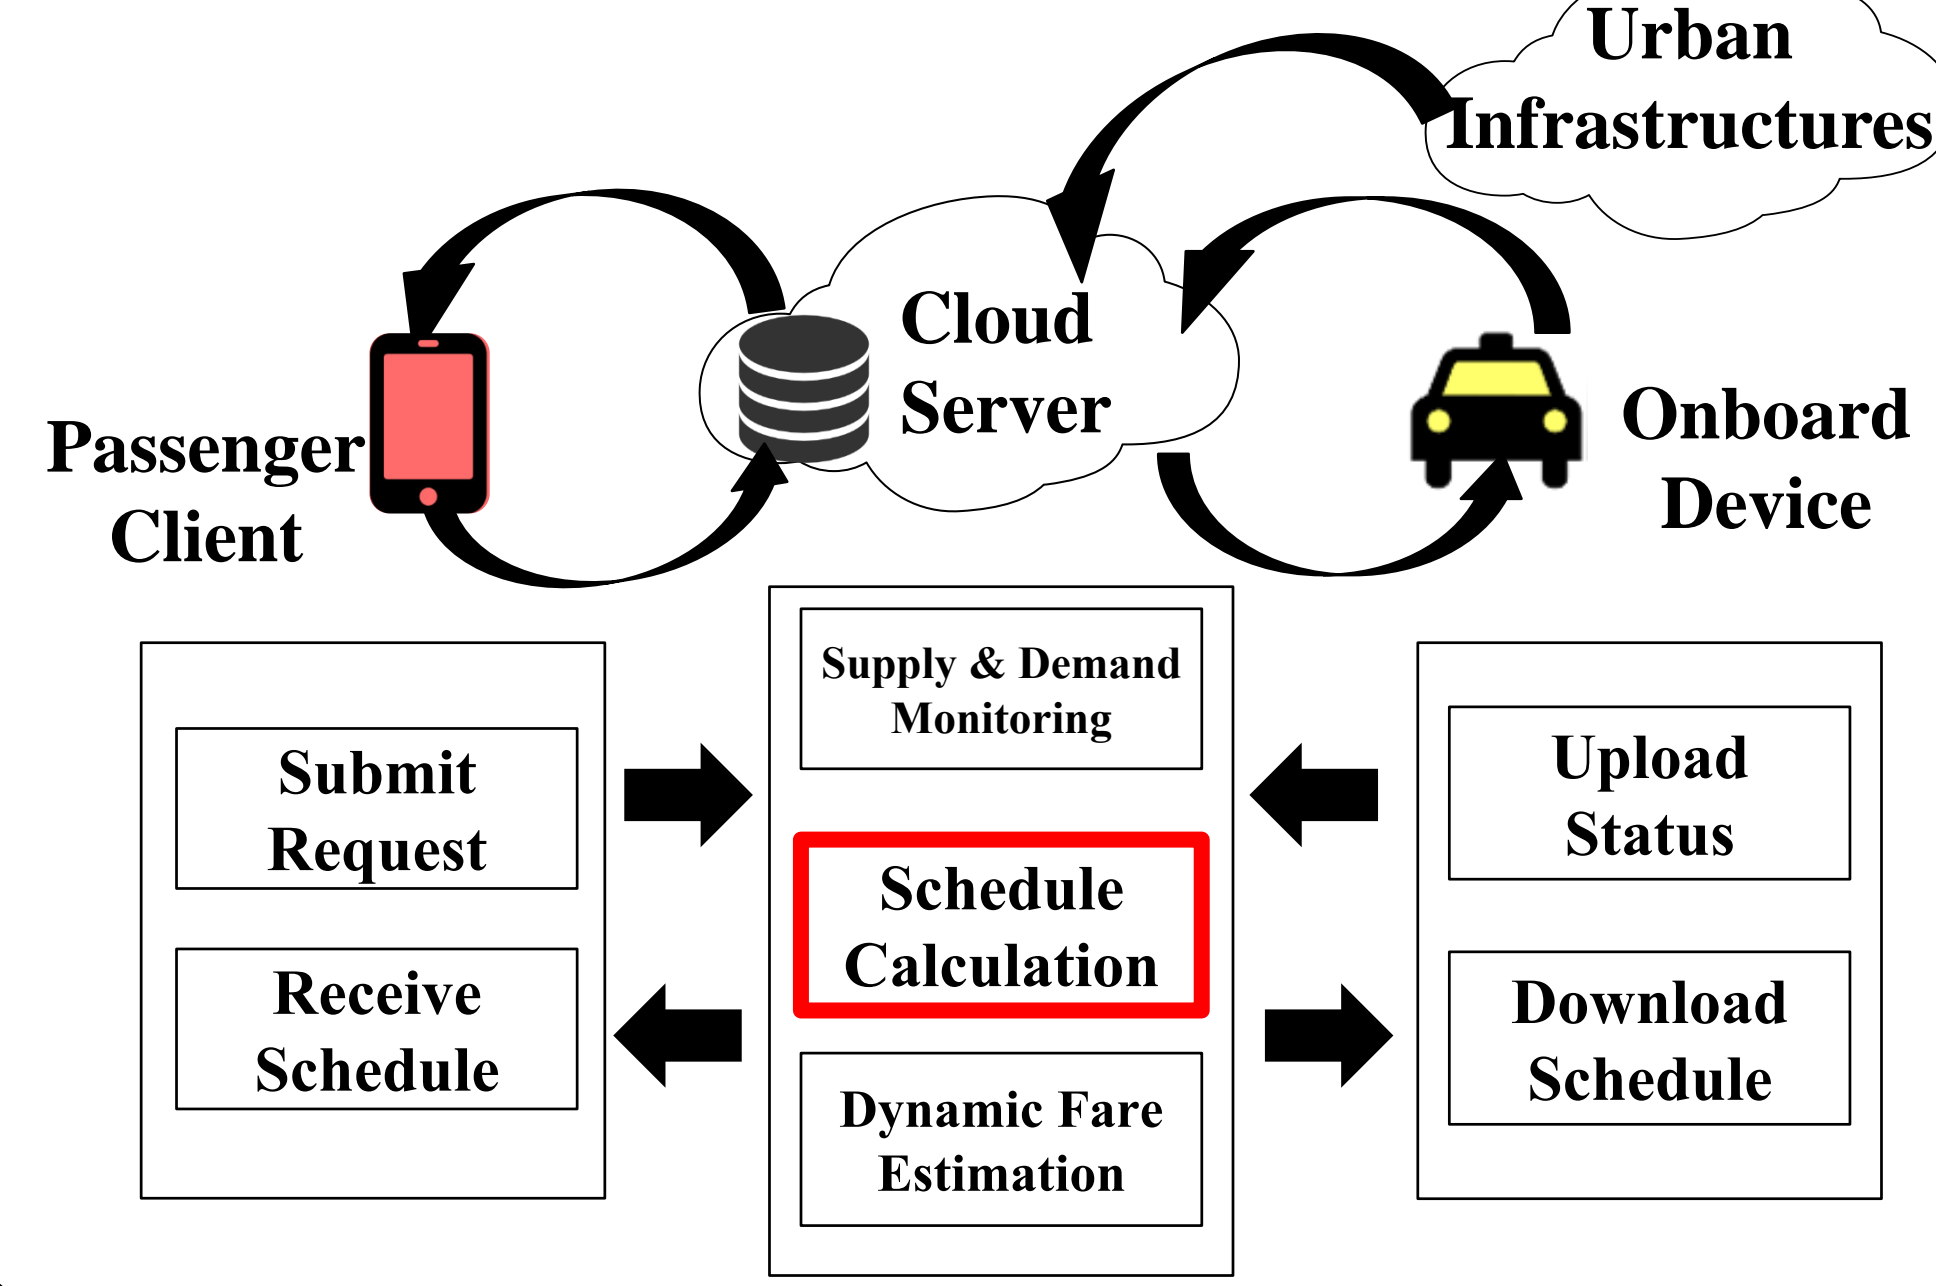 Urban
Infrastructures
Cloud
Server
Passenger
Client
Onboard
Device
Supply & Demand
Monitoring
Submit
Request
Upload
Status
Schedule
Calculation
Receive
Schedule
Download
Schedule
Dynamic Fare
Estimation